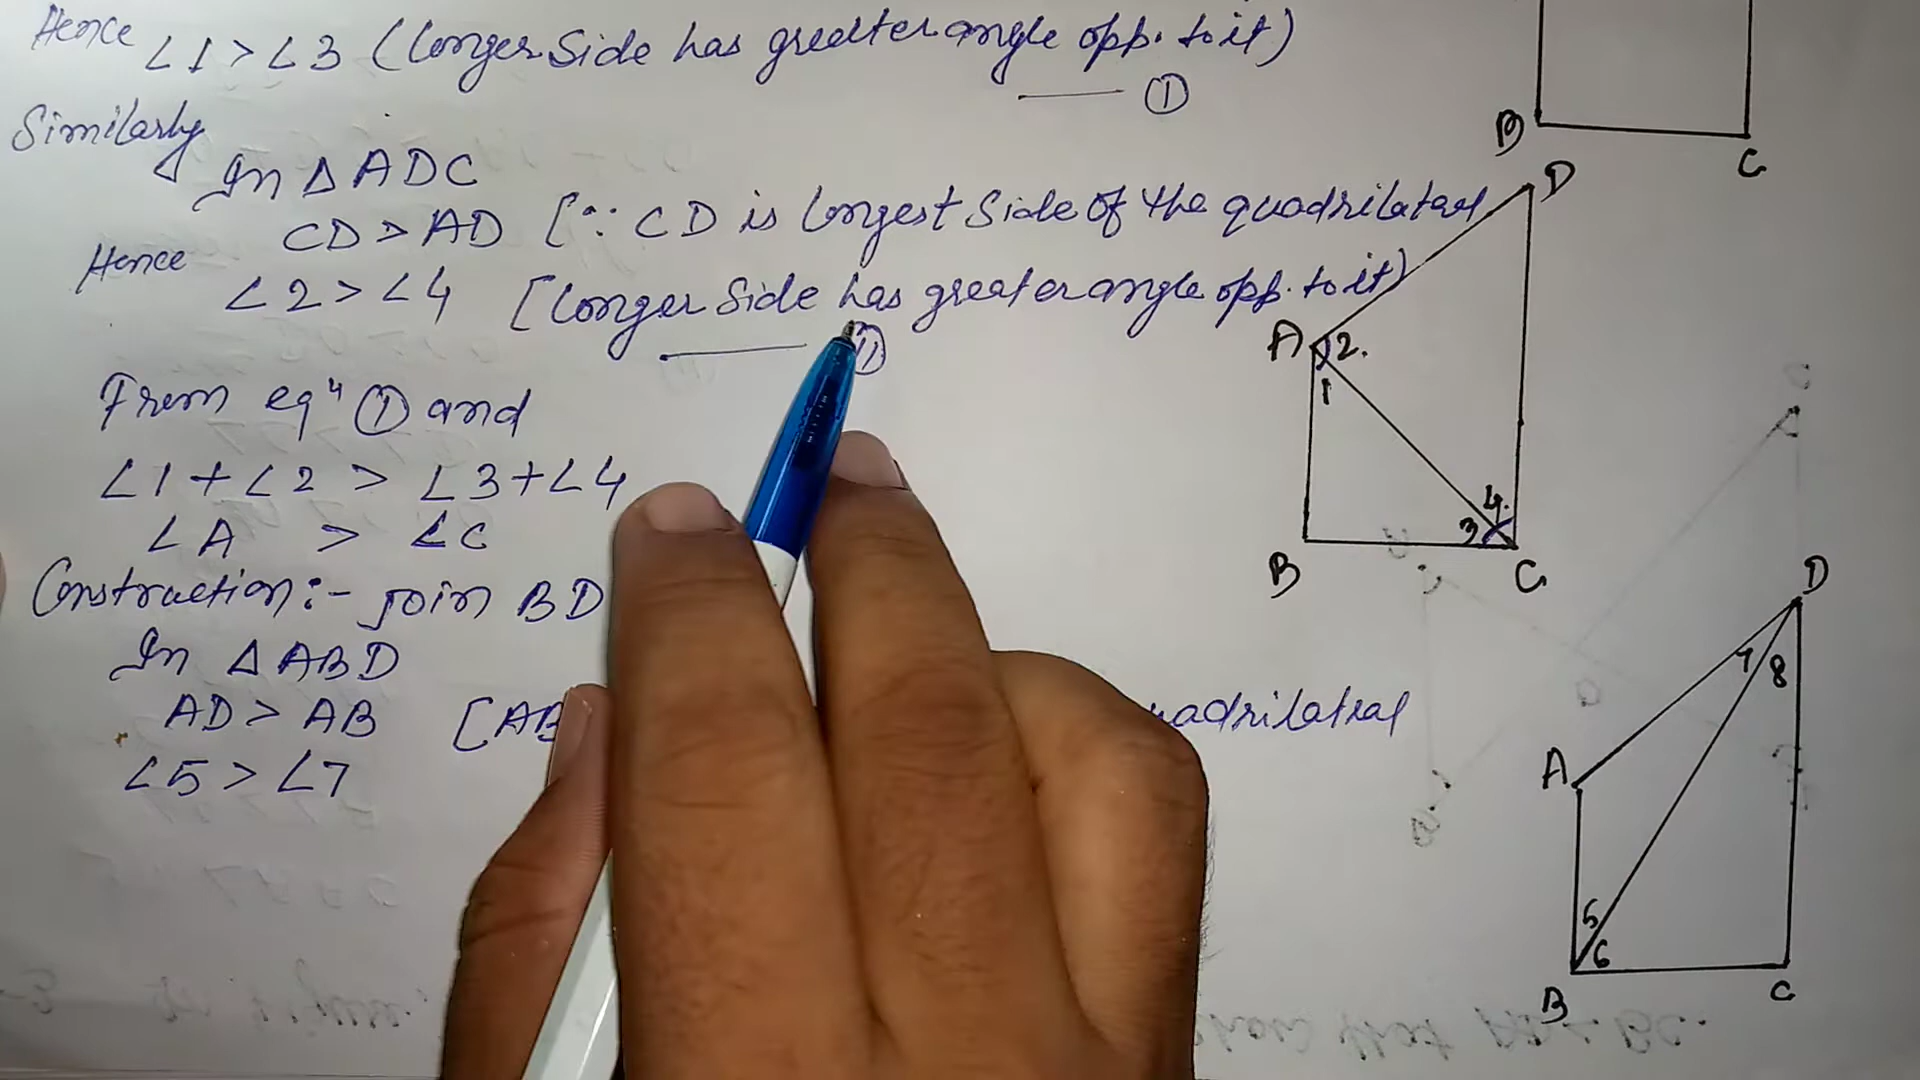 Hence ∠1 > ∠3 (longer Side has greater angle opp. to it)
——— ①
Similarly
In Δ ADC
CD > AD [∵ CD is longest Side of the quadrilateral
Hence
∠2 > ∠4 [longer Side has greater angle opp. to it)
——— ⑪
From eqⁿ ① and
∠1 + ∠2 > ∠3 + ∠4
∠A > ∠C
Construction:- join BD
In Δ ABD
AD > AB [AB
∠5 > ∠7
B
C
D
A
2.
1
4.
3
B
C
D
7
8
A
5
6
B
C